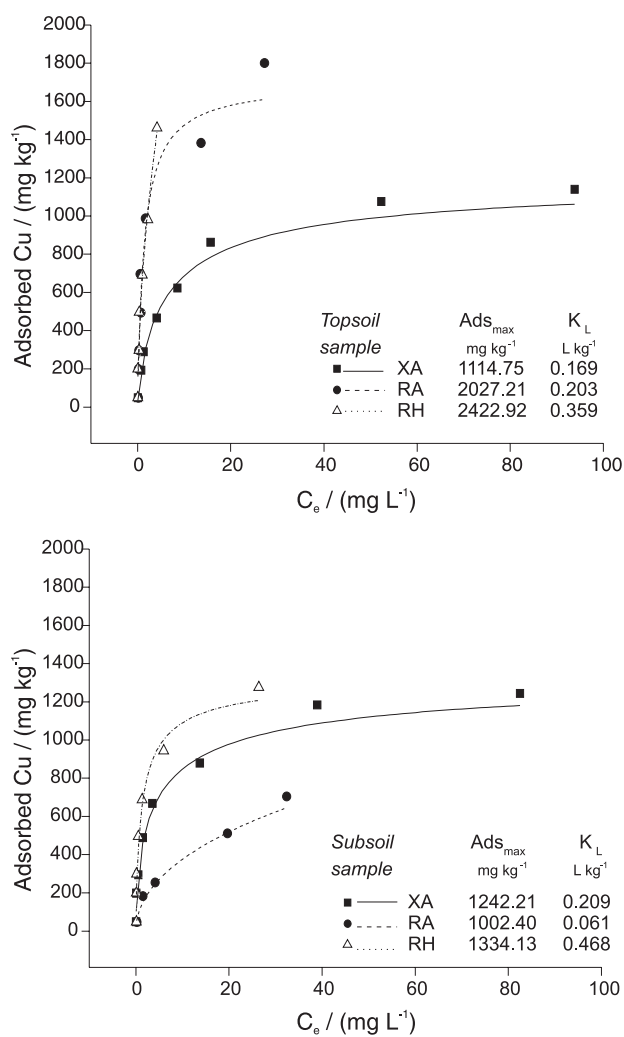 2000
1800
1600
1400
1200
1000
800
600
400
200
0
Adsorbed Cu / (mg kg⁻¹)
Topsoil sample Ads_max mg kg⁻¹ K_L L kg⁻¹
XA 1114.75 0.169
RA 2027.21 0.203
RH 2422.92 0.359
0 20 40 60 80 100
C_e / (mg L⁻¹)
2000
1800
1600
1400
1200
1000
800
600
400
200
0
Adsorbed Cu / (mg kg⁻¹)
Subsoil sample Ads_max mg kg⁻¹ K_L L kg⁻¹
XA 1242.21 0.209
RA 1002.40 0.061
RH 1334.13 0.468
0 20 40 60 80 100
C_e / (mg L⁻¹)